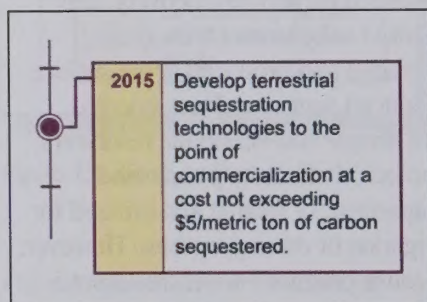 2015 Develop terrestrial
sequestration
technologies to the
point of
commercialization at a
cost not exceeding
$5/metric ton of carbon
sequestered.